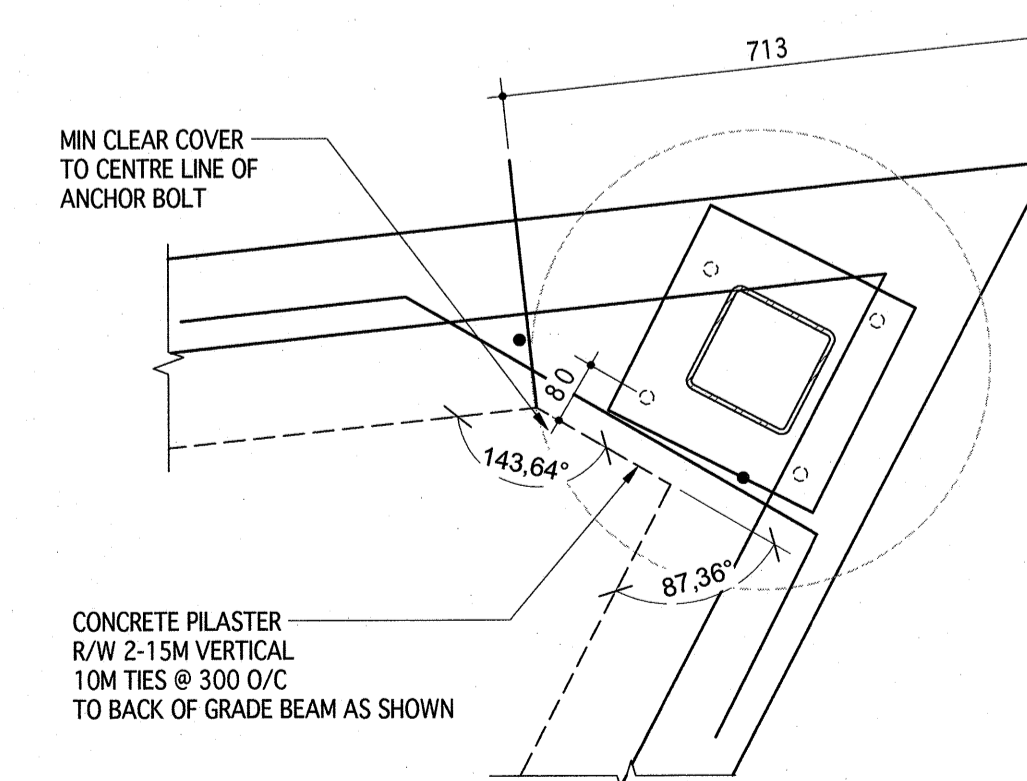 713
MIN CLEAR COVER
TO CENTRE LINE OF
ANCHOR BOLT
80
143,64°
87,36°
CONCRETE PILASTER
R/W 2-15M VERTICAL
10M TIES @ 300 O/C
TO BACK OF GRADE BEAM AS SHOWN